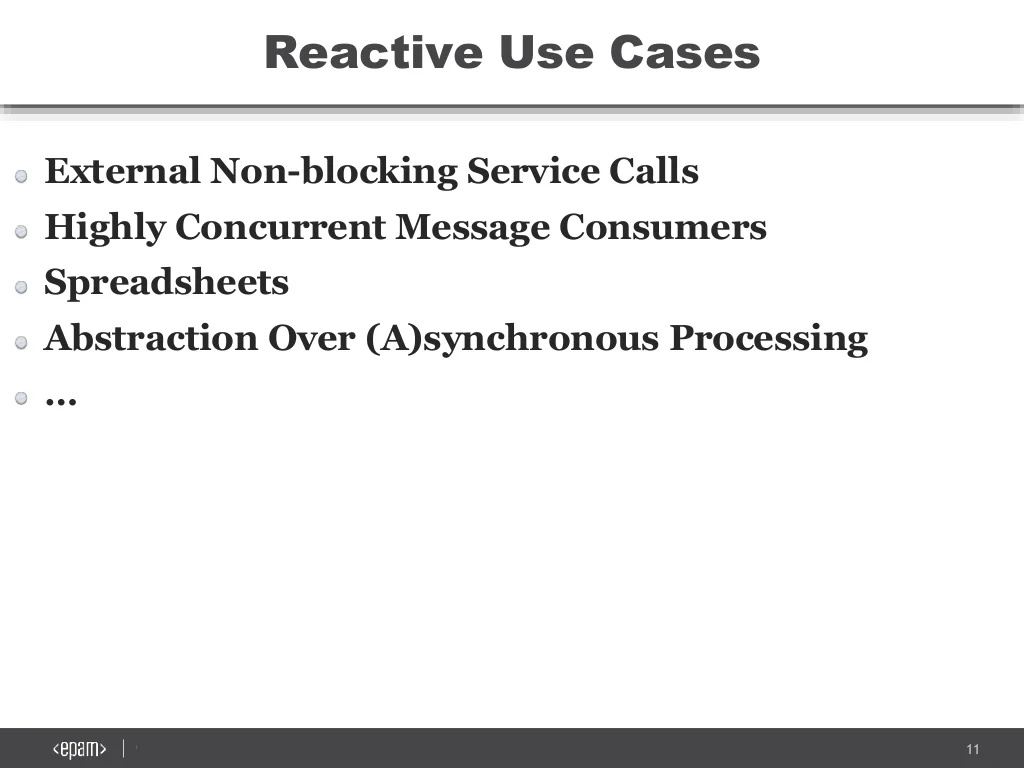 Reactive Use Cases
External Non-blocking Service Calls
Highly Concurrent Message Consumers
Spreadsheets
Abstraction Over (A)synchronous Processing
…
<epam> |
11